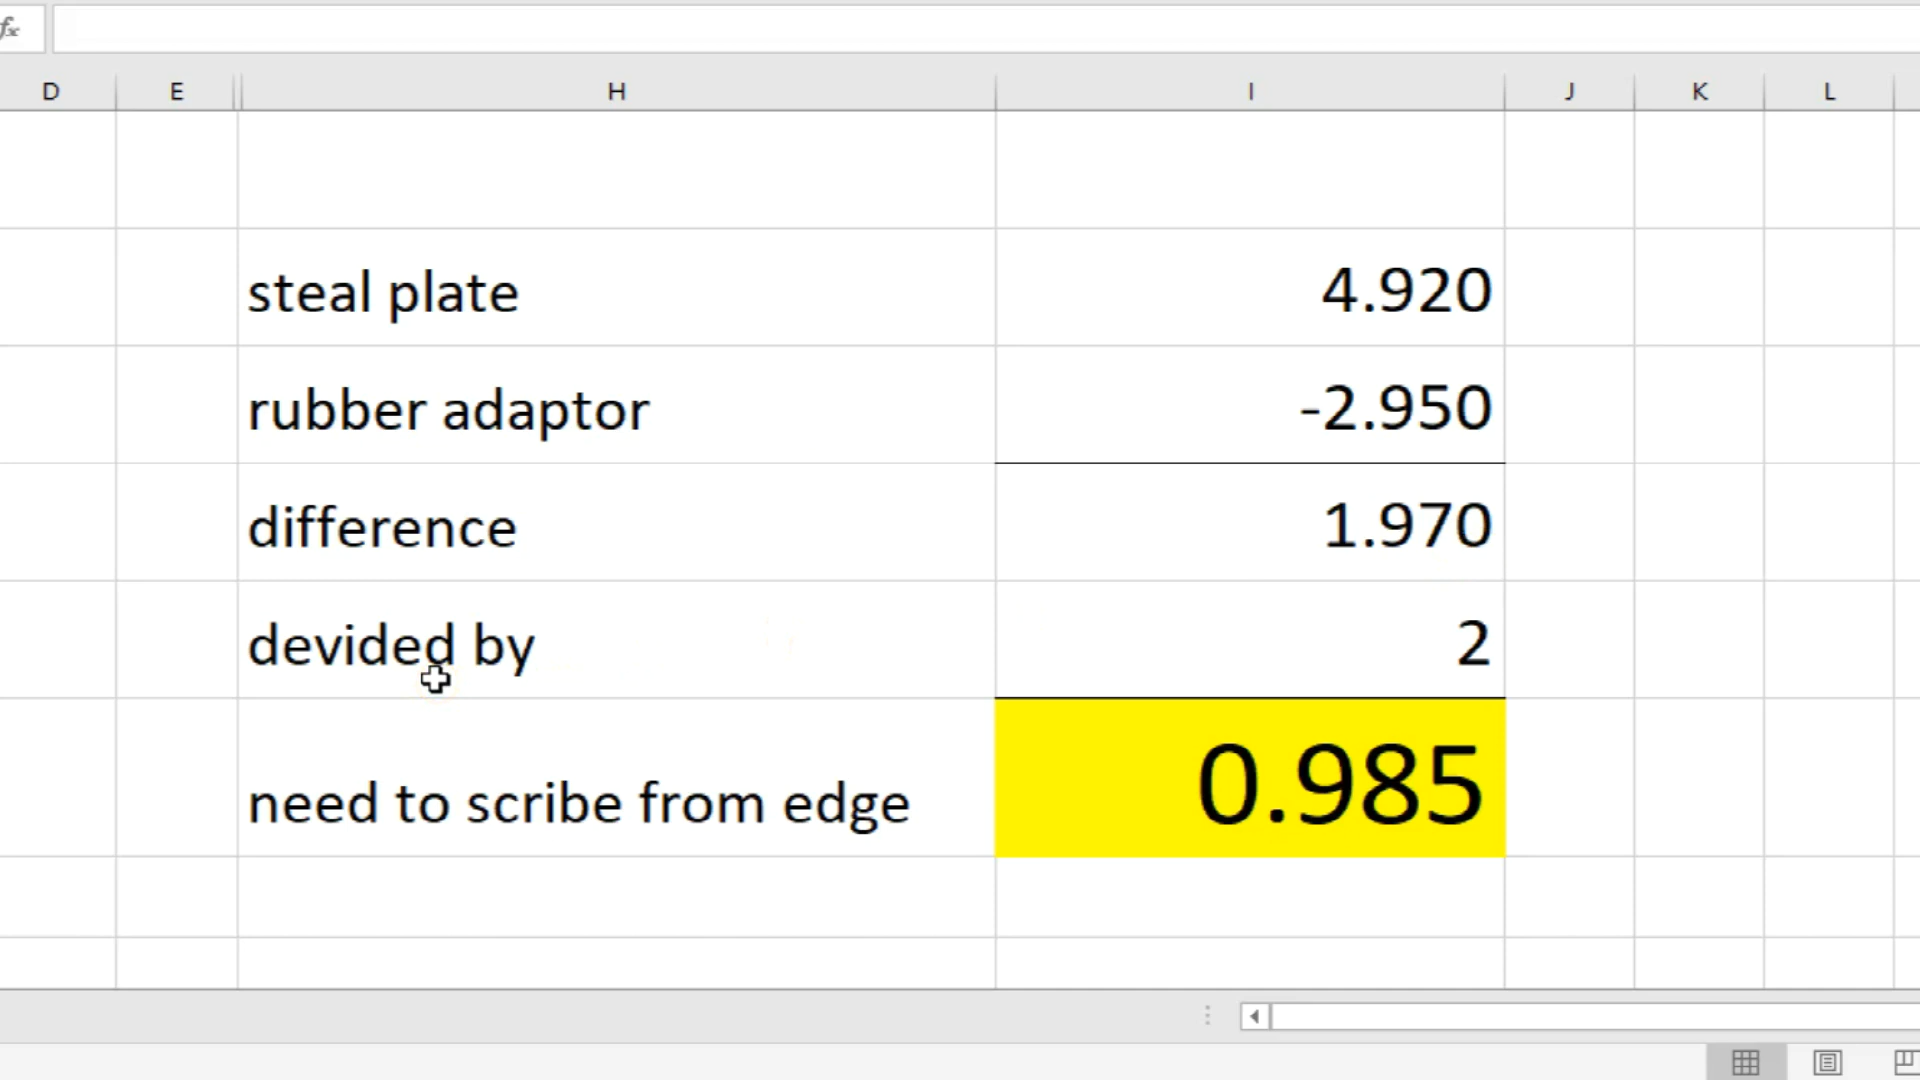 fx
D E H I J K L
steal plate 4.920
rubber adaptor -2.950
difference 1.970
devided by 2
need to scribe from edge 0.985